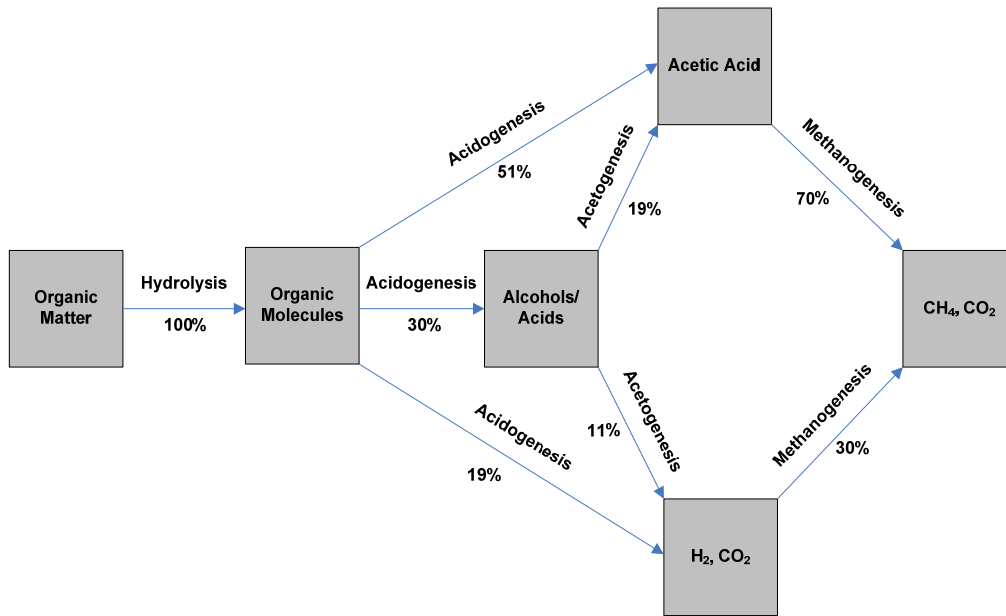 Acetic Acid
Acidogenesis
51%
Acetogenesis
19%
Methanogenesis
70%
Organic
Matter
Hydrolysis
100%
Organic
Molecules
Acidogenesis
30%
Alcohols/
Acids
CH₄, CO₂
Acidogenesis
19%
Acetogenesis
11%
Methanogenesis
30%
H₂, CO₂